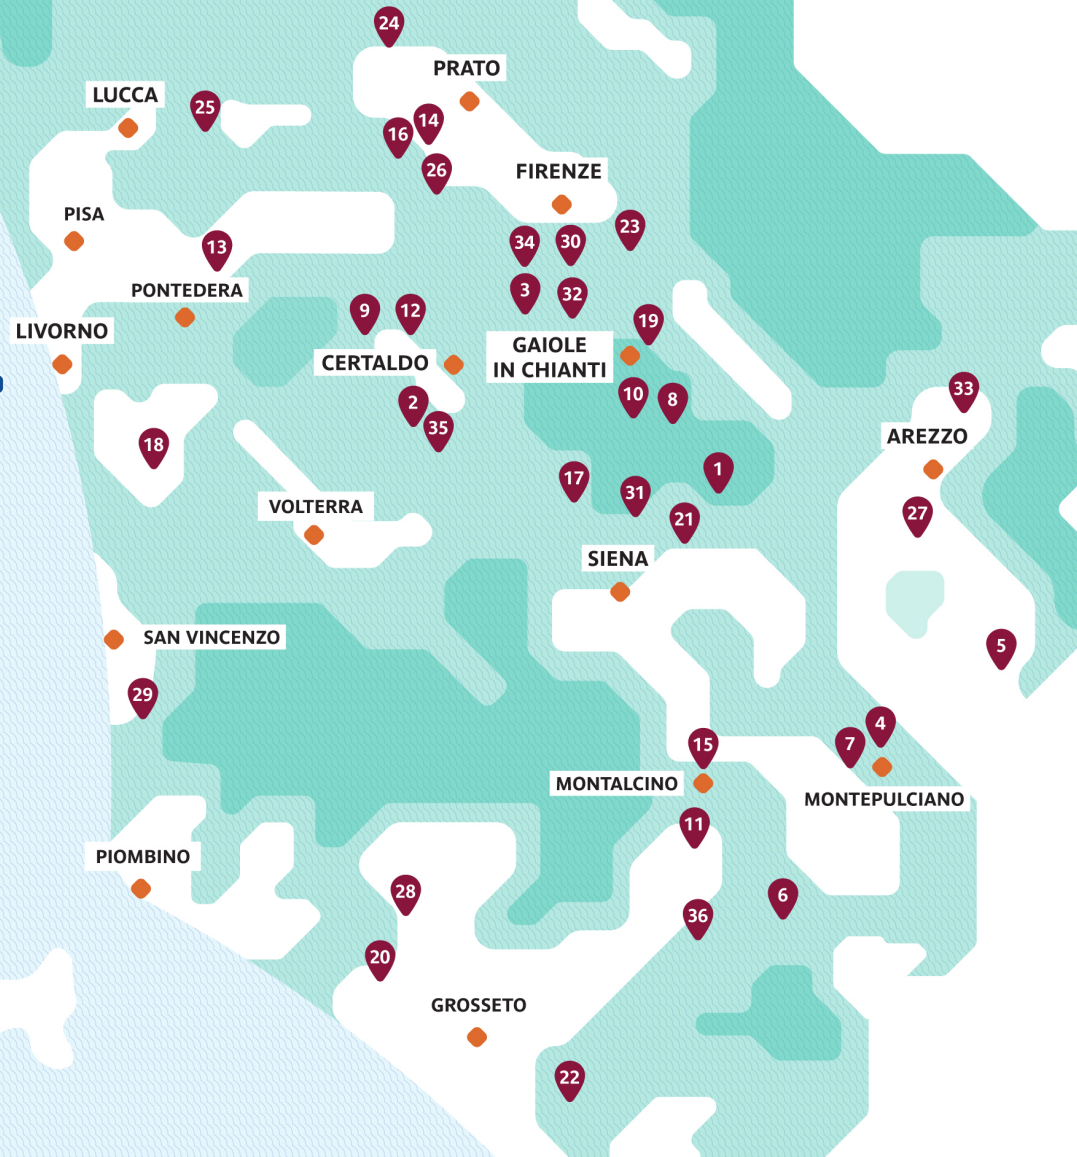 24
PRATO
LUCCA
25
14
16
26
FIRENZE
PISA
23
34
30
13
PONTEDERA
3
32
9
12
19
LIVORNO
GAIOLE
IN CHIANTI
CERTALDO
33
10
8
2
35
AREZZO
18
1
17
31
VOLTERRA
27
21
SIENA
SAN VINCENZO
5
29
4
7
15
MONTALCINO
MONTEPULCIANO
11
PIOMBINO
28
6
36
20
GROSSETO
22